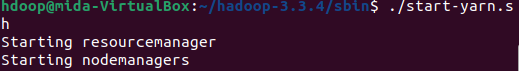 hdoop@mida-VirtualBox:~/hadoop-3.3.4/sbin$ ./start-yarn.s
h
Starting resourcemanager
Starting nodemanagers